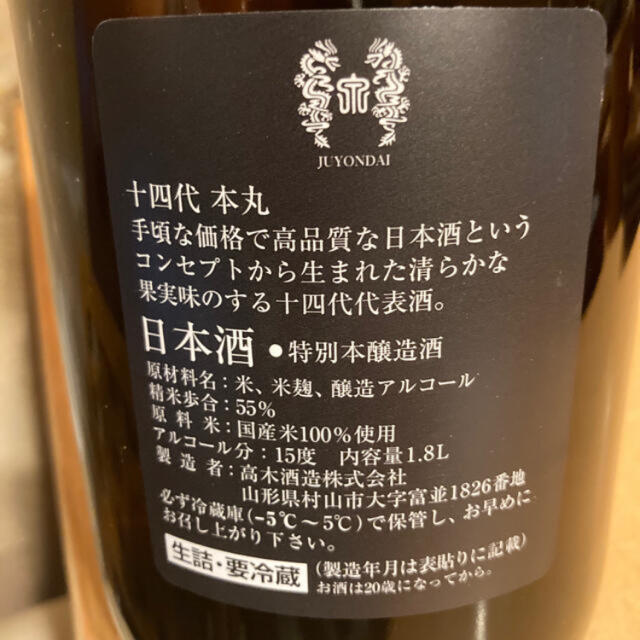 JUYONDAI
十四代 本丸
手頃な価格で高品質な日本酒という
コンセプトから生まれた清らかな
果実味のする十四代代表酒。
日本酒 ●特別本醸造酒
原材料名：米、米麹、醸造アルコール
精米歩合：55%
原料米：国産米100%使用
アルコール分：15度 内容量1.8L
製造者：高木酒造株式会社
山形県村山市大字富並1826番地
必ず冷蔵庫(-5℃〜5℃)で保管し、お早めに
お召し上がり下さい。
生詰・要冷蔵 (製造年月は表貼りに記載)
お酒は20歳になってから。